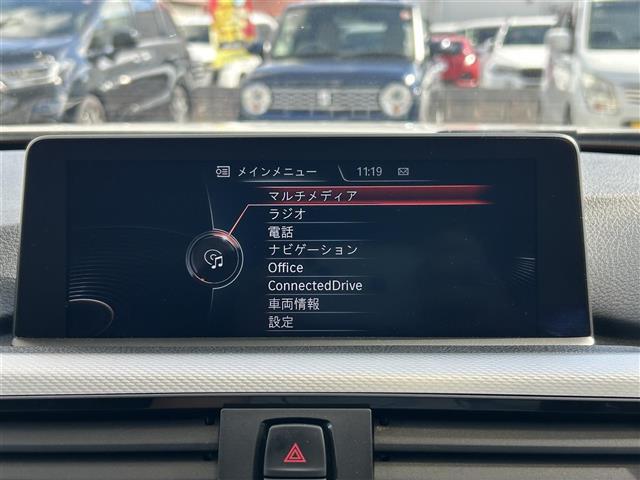 メインメニュー 11:19
マルチメディア
ラジオ
電話
ナビゲーション
Office
ConnectedDrive
車両情報
設定